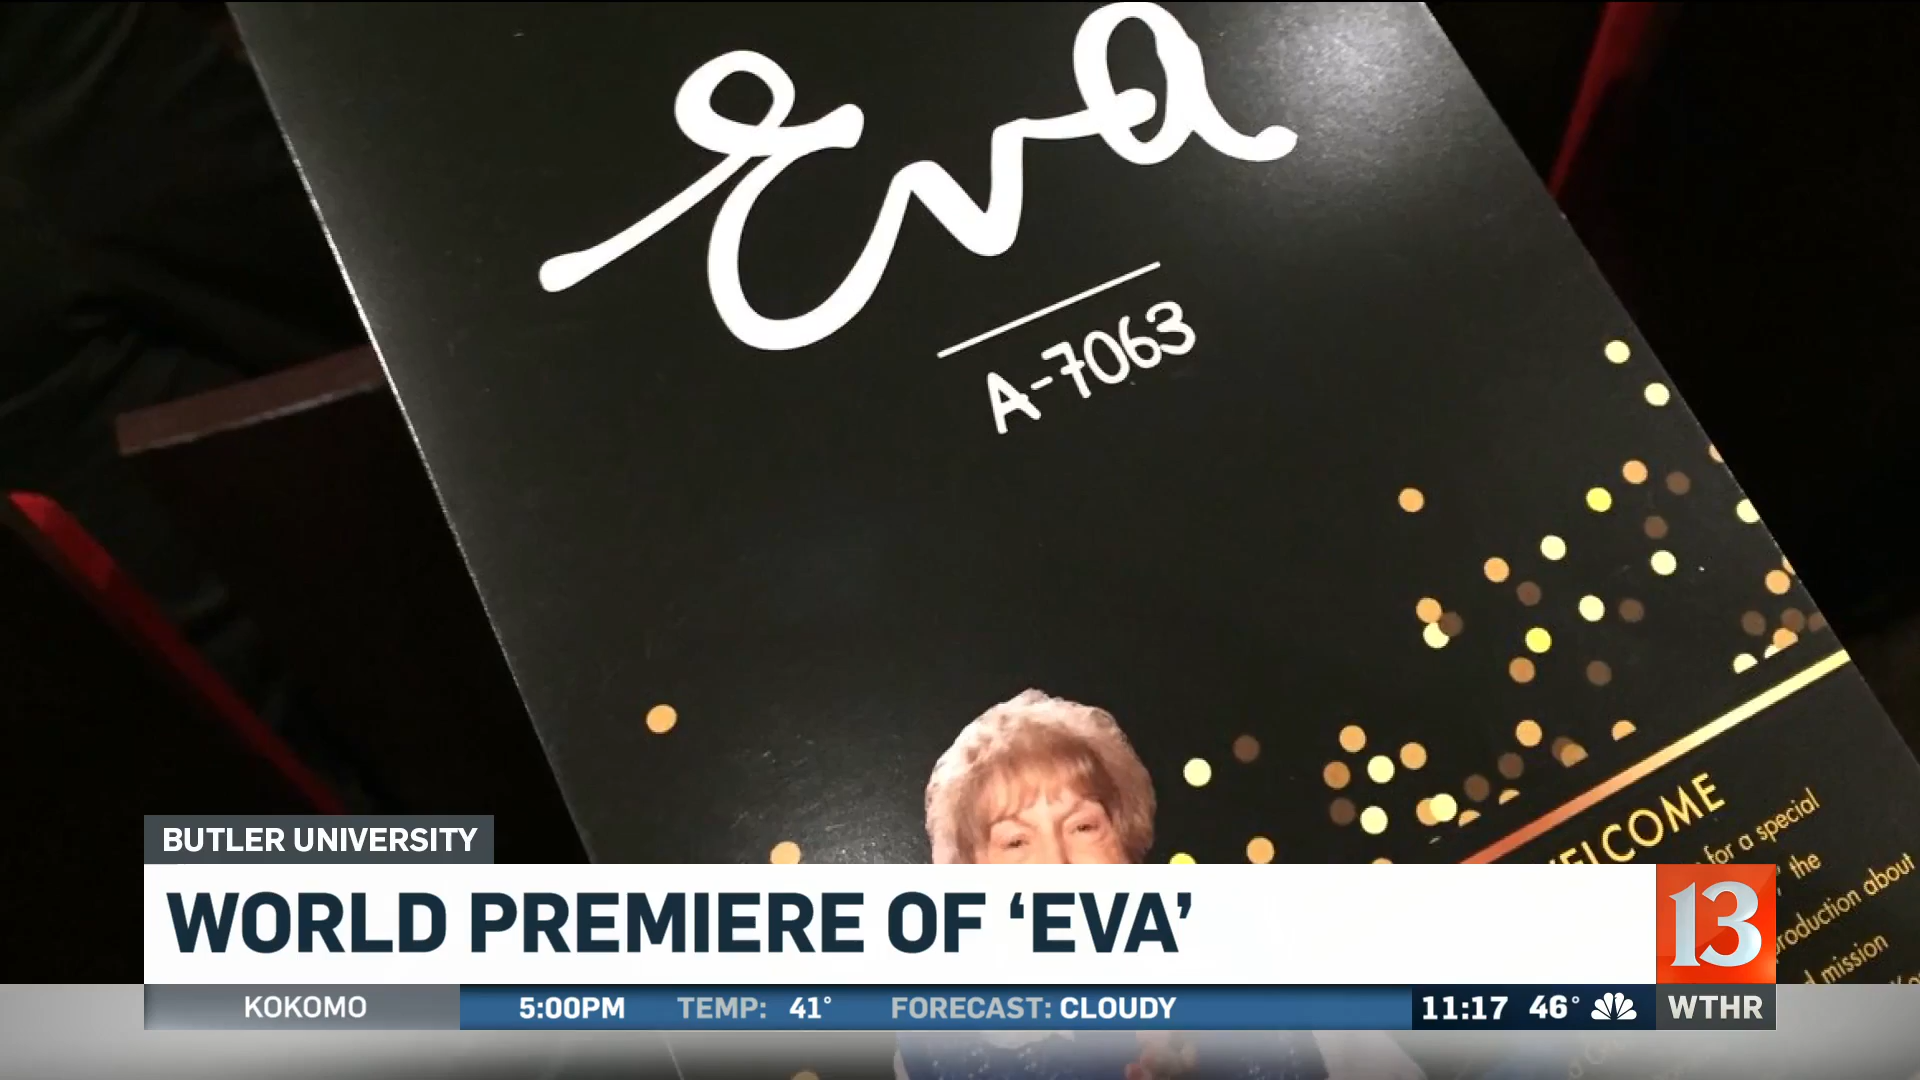 Eva
A-7063
WELCOME
for a special
the
production about
mission
BUTLER UNIVERSITY
WORLD PREMIERE OF ‘EVA’
13
KOKOMO
5:00PM TEMP: 41° FORECAST: CLOUDY
11:17 46°
WTHR